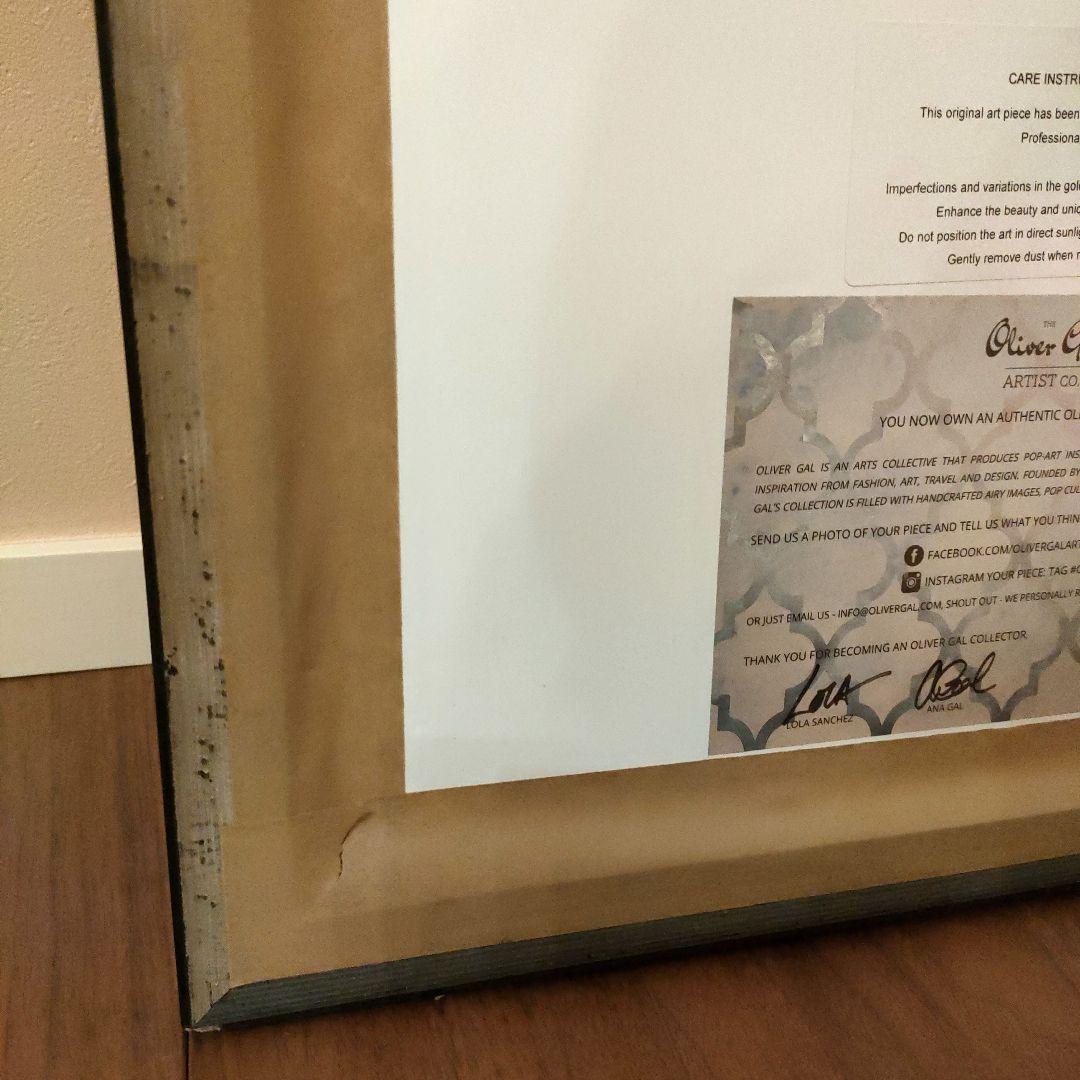 CARE INSTR
This original art piece has been
Professiona
Imperfections and variations in the gol
Enhance the beauty and uniq
Do not position the art in direct sunlig
Gently remove dust when
THE
Oliver G
ARTIST CO
YOU NOW OWN AN AUTHENTIC OL
OLIVER GAL IS AN ARTS COLLECTIVE THAT PRODUCES POP-ART INS
INSPIRATION FROM FASHION, ART, TRAVEL AND DESIGN. FOUNDED BY
GAL'S COLLECTION IS FILLED WITH HANDCRAFTED AIRY IMAGES, POP CUL
SEND US A PHOTO OF YOUR PIECE AND TELL US WHAT YOU THIN
FACEBOOK.COM/OLIVERGALART
INSTAGRAM YOUR PIECE: TAG #O
OR JUST EMAIL US - INFO@OLIVERGAL.COM, SHOUT OUT - WE PERSONALLY R
THANK YOU FOR BECOMING AN OLIVER GAL COLLECTOR,
LOLA
LOLA SANCHEZ
ANA GAL